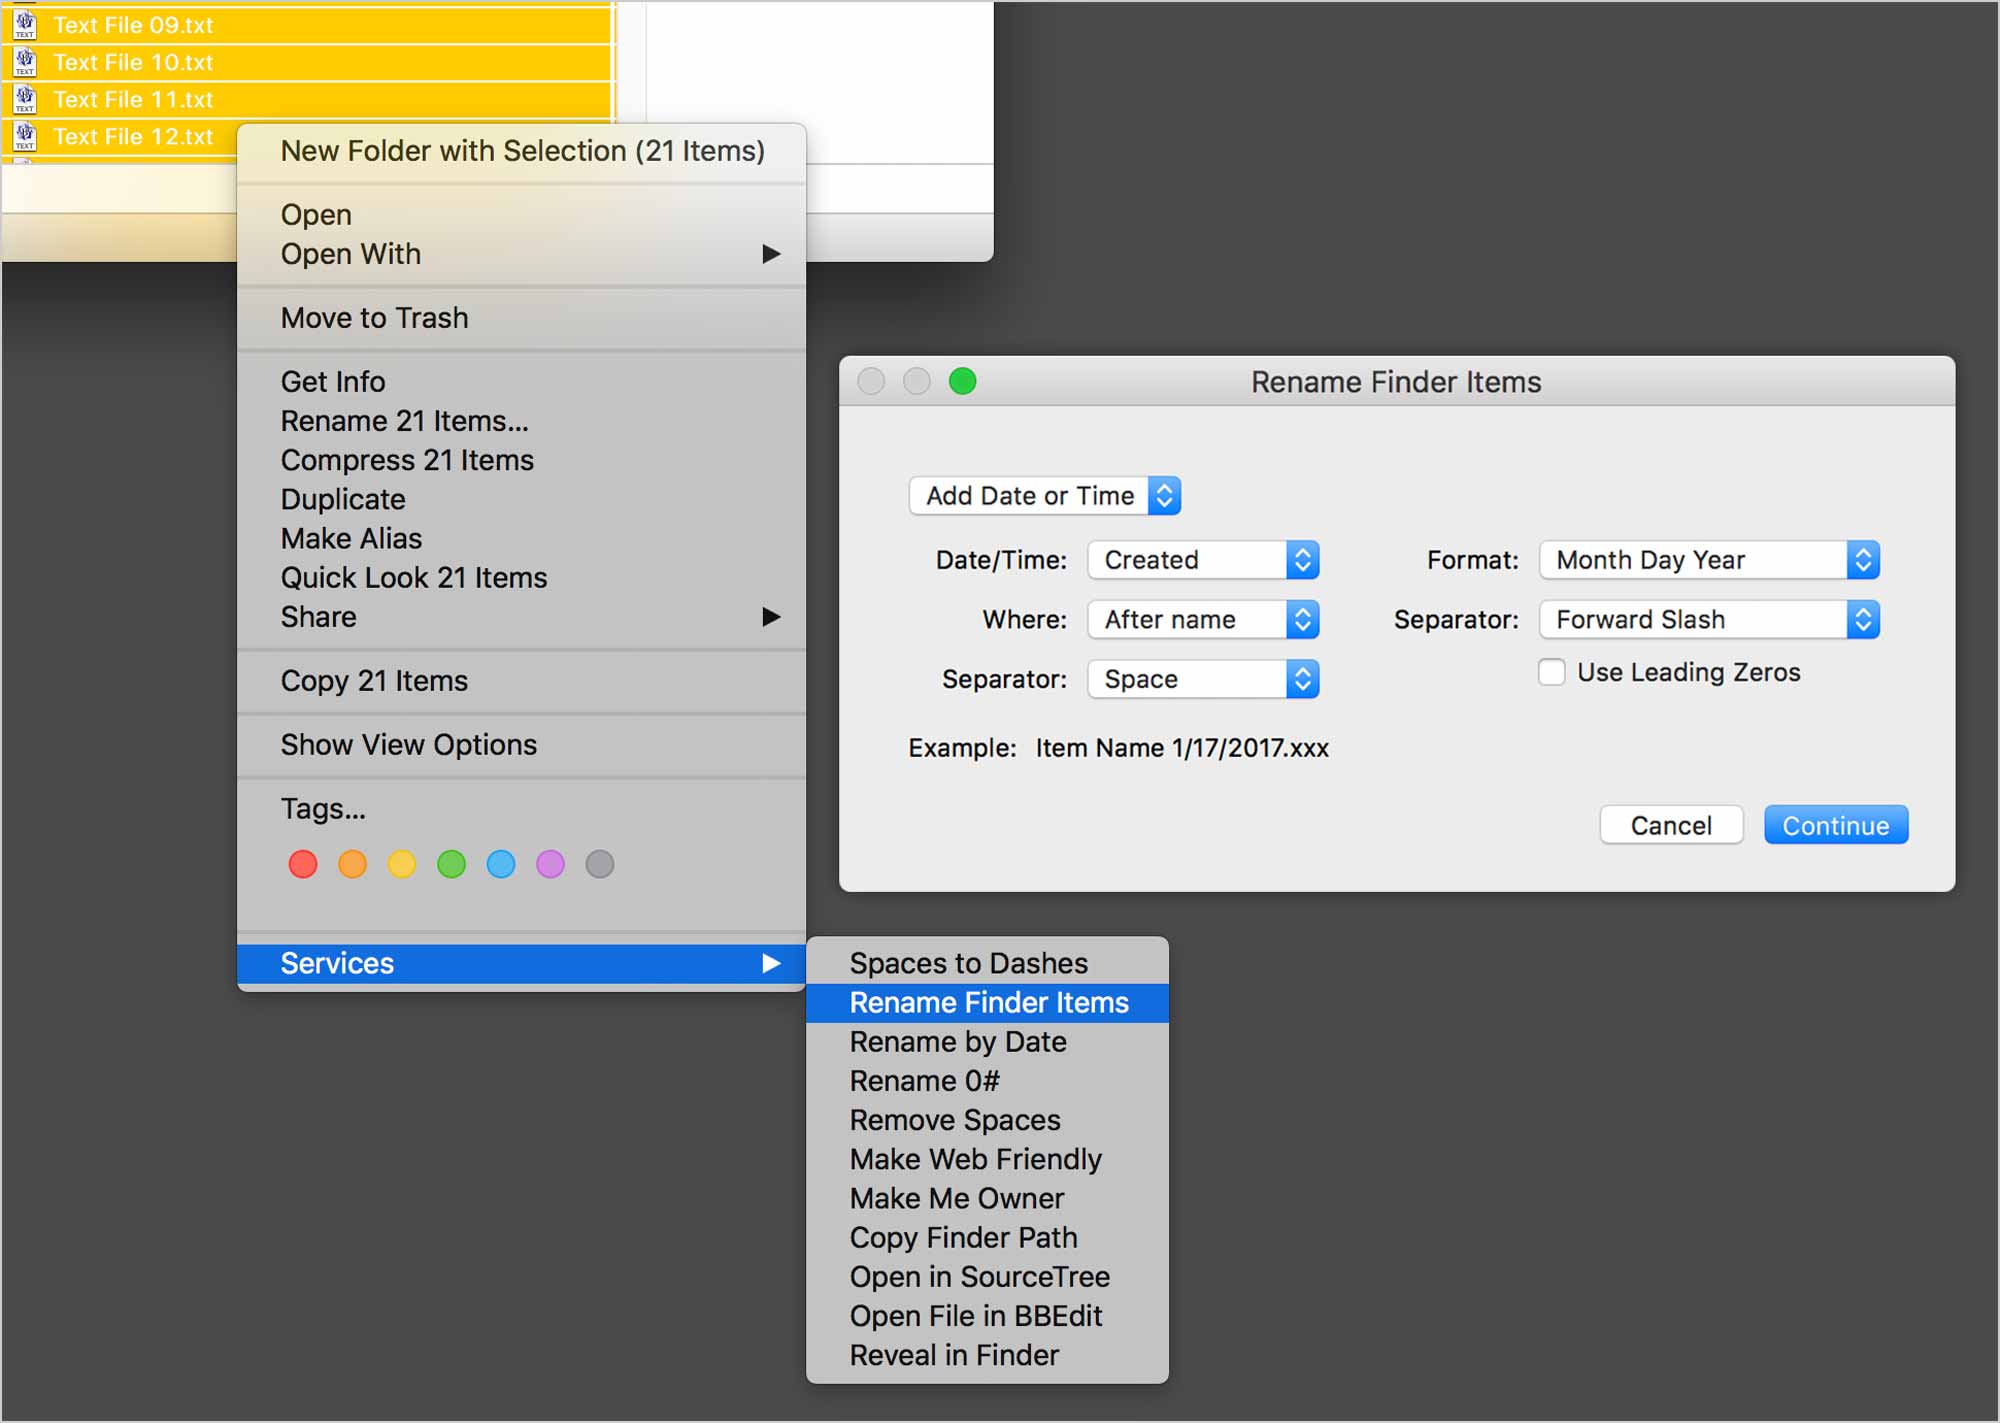 Text File 09.txt
Text File 10.txt
Text File 11.txt
Text File 12.txt
TEXT
TEXT
TEXT
TEXT
New Folder with Selection (21 Items)
Open
Open With
Move to Trash
Get Info
Rename 21 Items...
Compress 21 Items
Duplicate
Make Alias
Quick Look 21 Items
Share
Copy 21 Items
Show View Options
Tags...
Services
Spaces to Dashes
Rename Finder Items
Rename by Date
Rename 0#
Remove Spaces
Make Web Friendly
Make Me Owner
Copy Finder Path
Open in SourceTree
Open File in BBEdit
Reveal in Finder
Rename Finder Items
Add Date or Time
Date/Time: Created
Format: Month Day Year
Where: After name
Separator: Forward Slash
Separator: Space
Use Leading Zeros
Example: Item Name 1/17/2017.xxx
Cancel
Continue